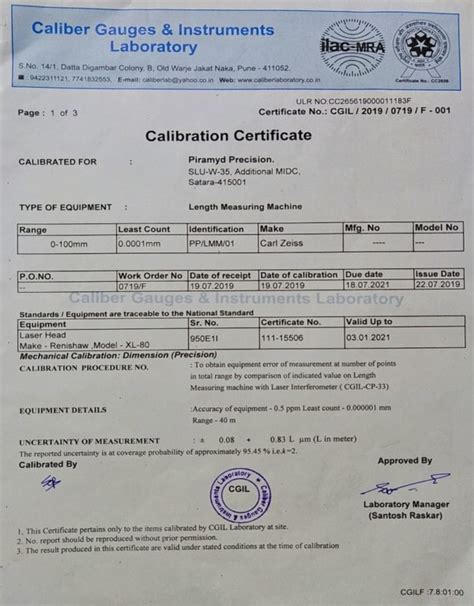 Caliber Gauges & Instruments
Laboratory
S.No. 14/1, Datta Digambar Colony, B, Old Warje Jakat Naka, Pune - 411052.
: 9422311121, 7741832553, E-mail: caliberlab@yahoo.co.in Web: www.caliberlaboratory.co.in
ilac-MRA
Certificate No.: CC2656
ULR NO:CC265619000011183F
Page : 1 of 3
Certificate No.: CGIL / 2019 / 0719 / F - 001
Calibration Certificate
CALIBRATED FOR : Piramyd Precision.
SLU-W-35, Additional MIDC,
Satara-415001
TYPE OF EQUIPMENT : Length Measuring Machine
Range Least Count Identification Make Mfg. No Model No
0-100mm 0.0001mm PP/LMM/01 Carl Zeiss ---- ---
P.O.NO. Work Order No Date of receipt Date of calibration Due date Issue Date
-- 0719/F 19.07.2019 19.07.2019 18.07.2021 22.07.2019
Caliber Gauges & Instruments Laboratory
Standards / Equipment are traceable to the National Standard
Equipment Sr. No. Certificate No. Valid Up to
Laser Head
Make - Renishaw ,Model - XL-80 950E1I 111-15506 03.01.2021
Mechanical Calibration: Dimension (Precision)
CALIBRATION PROCEDURE NO. : To obtain equipment error of measurement at number of points
in total range by comparison of indicated value on Length
Measuring machine with Laser Interferometer ( CGIL-CP-33)
EQUIPMENT DETAILS :Accuracy of equipment - 0.5 ppm Least count - 0.000001 mm
Range - 40 m
UNCERTAINTY OF MEASUREMENT : ± 0.08 + 0.83 L µm (L in meter)
The reported uncertainty is at coverage probability of approximately 95.45 % i.e.k=2.
Calibrated By
Approved By
Caliber Gauges & Instruments Laboratory
CGIL
Laboratory Manager
(Santosh Raskar)
1. This Certificate pertains only to the items calibrated by CGIL Laboratory at site.
2. No. report should be reproduced without prior permission.
3. The result produced in this certificate are valid under stated conditions at the time of calibration
CGILF :7.8:01:00